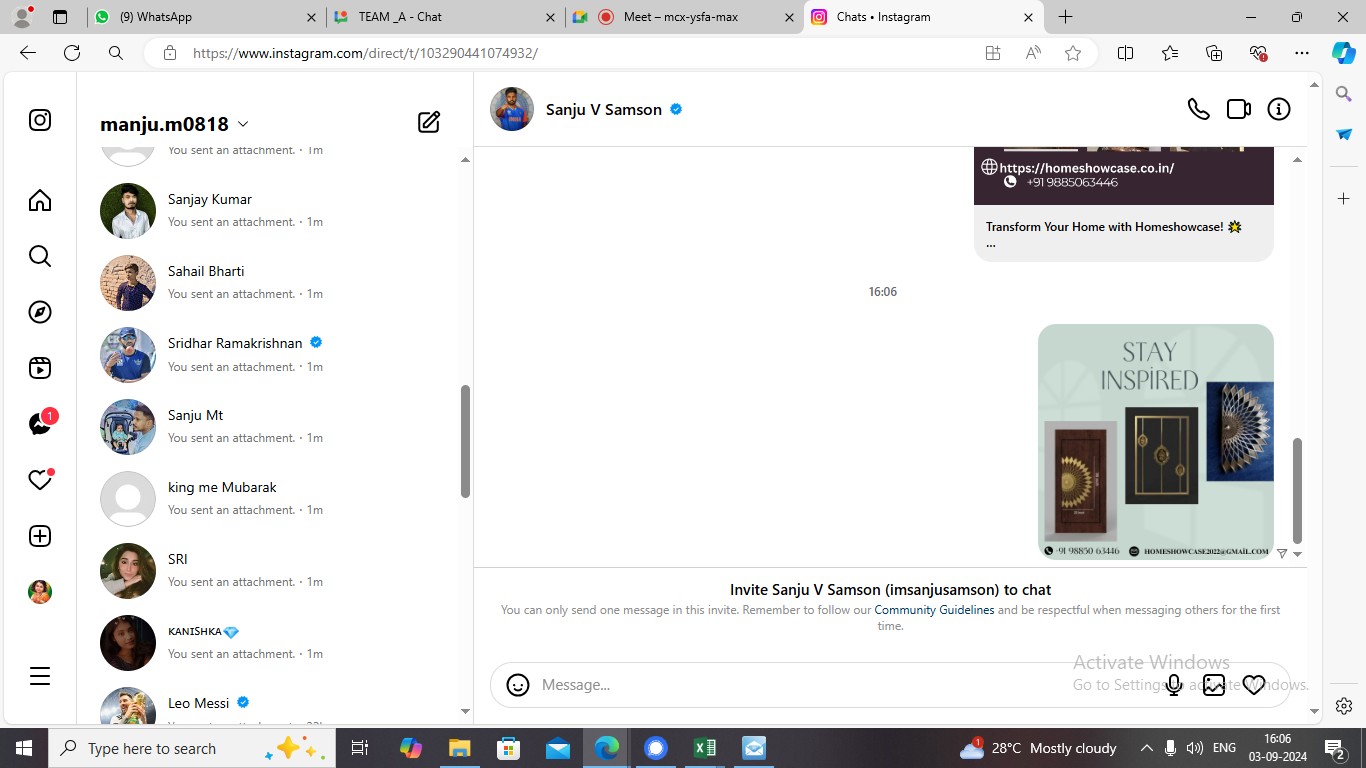 (9) WhatsApp
TEAM _A - Chat
Meet – mcx-ysfa-max
Chats • Instagram
https://www.instagram.com/direct/t/103290441074932/
manju.m0818
You sent an attachment. · 1m
Sanjay Kumar
You sent an attachment. · 1m
Sahail Bharti
You sent an attachment. · 1m
Sridhar Ramakrishnan
You sent an attachment. · 1m
Sanju Mt
You sent an attachment. · 1m
king me Mubarak
You sent an attachment. · 1m
SRI
You sent an attachment. · 1m
ᴋᴀɴɪꜱʜᴋᴀ💎
You sent an attachment. · 1m
Leo Messi
1
Sanju V Samson
https://homeshowcase.co.in/
+91 9885063446
Transform Your Home with Homeshowcase! 🌟
...
16:06
STAY
INSPIRED
+91 98850 63446 HOMESHOWCASE2022@GMAIL.COM
Invite Sanju V Samson (imsanjusamson) to chat
You can only send one message in this invite. Remember to follow our Community Guidelines and be respectful when messaging others for the first
time.
Message...
Activate Windows
Go to Settings to activate Windows.
Type here to search
1
28°C Mostly cloudy
ENG
16:06
03-09-2024
2